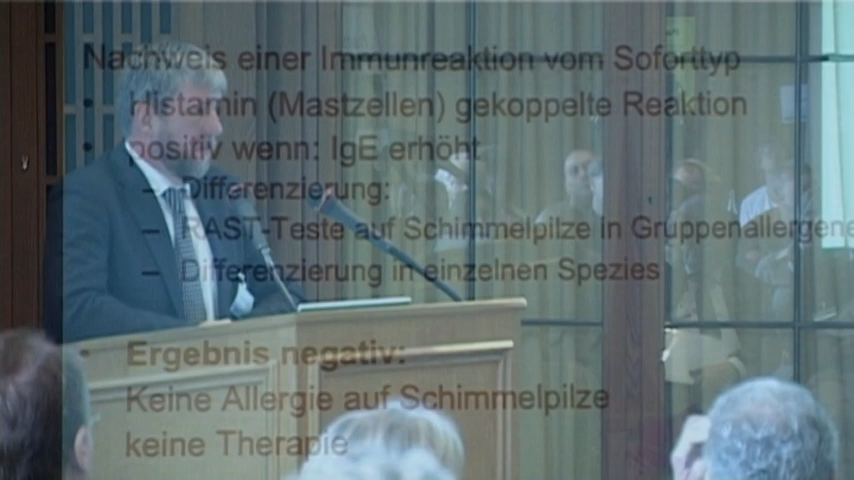 Nachweis einer Immunreaktion vom Soforttyp
Histamin (Mastzellen) gekoppelte Reaktion
positiv wenn: IgE erhöht
– Differenzierung:
– RAST-Teste auf Schimmelpilze in Gruppenallergene
– Differenzierung in einzelnen Spezies
Ergebnis negativ:
Keine Allergie auf Schimmelpilze
keine Therapie